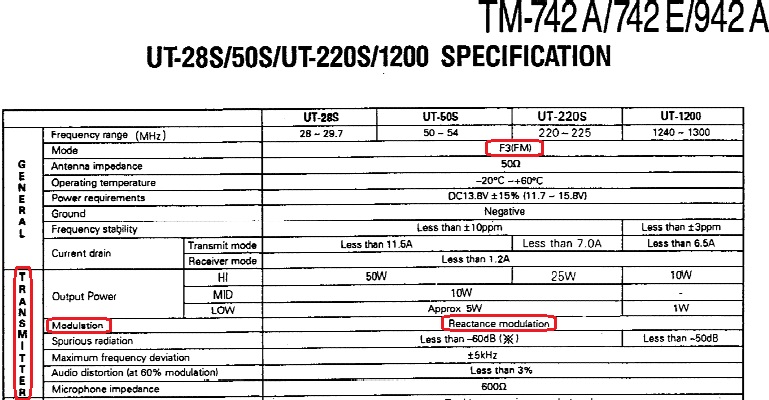 TM-742A/742E/942A
UT-28S/50S/UT-220S/1200 SPECIFICATION
UT-28S UT-50S UT-220S UT-1200
GENERAL
Frequency range (MHz) 28 ~ 29.7 50 ~ 54 220 ~ 225 1240 ~ 1300
Mode F3(FM)
Antenna impedance 50Ω
Operating temperature –20°C ~+60°C
Power requirements DC13.8V ±15% (11.7 ~ 15.8V)
Ground Negative
Frequency stability Less than ±10ppm Less than ±3ppm
Current drain Transmit mode Less than 11.5A Less than 7.0A Less than 6.5A
Receiver mode Less than 1.2A
TRANSMITTER
Output Power HI 50W 25W 10W
MID 10W -
LOW Approx 5W 1W
Modulation Reactance modulation
Spurious radiation Less than –60dB (※) Less than –50dB
Maximum frequency deviation ±5kHz
Audio distortion (at 60% modulation) Less than 3%
Microphone impedance 600Ω